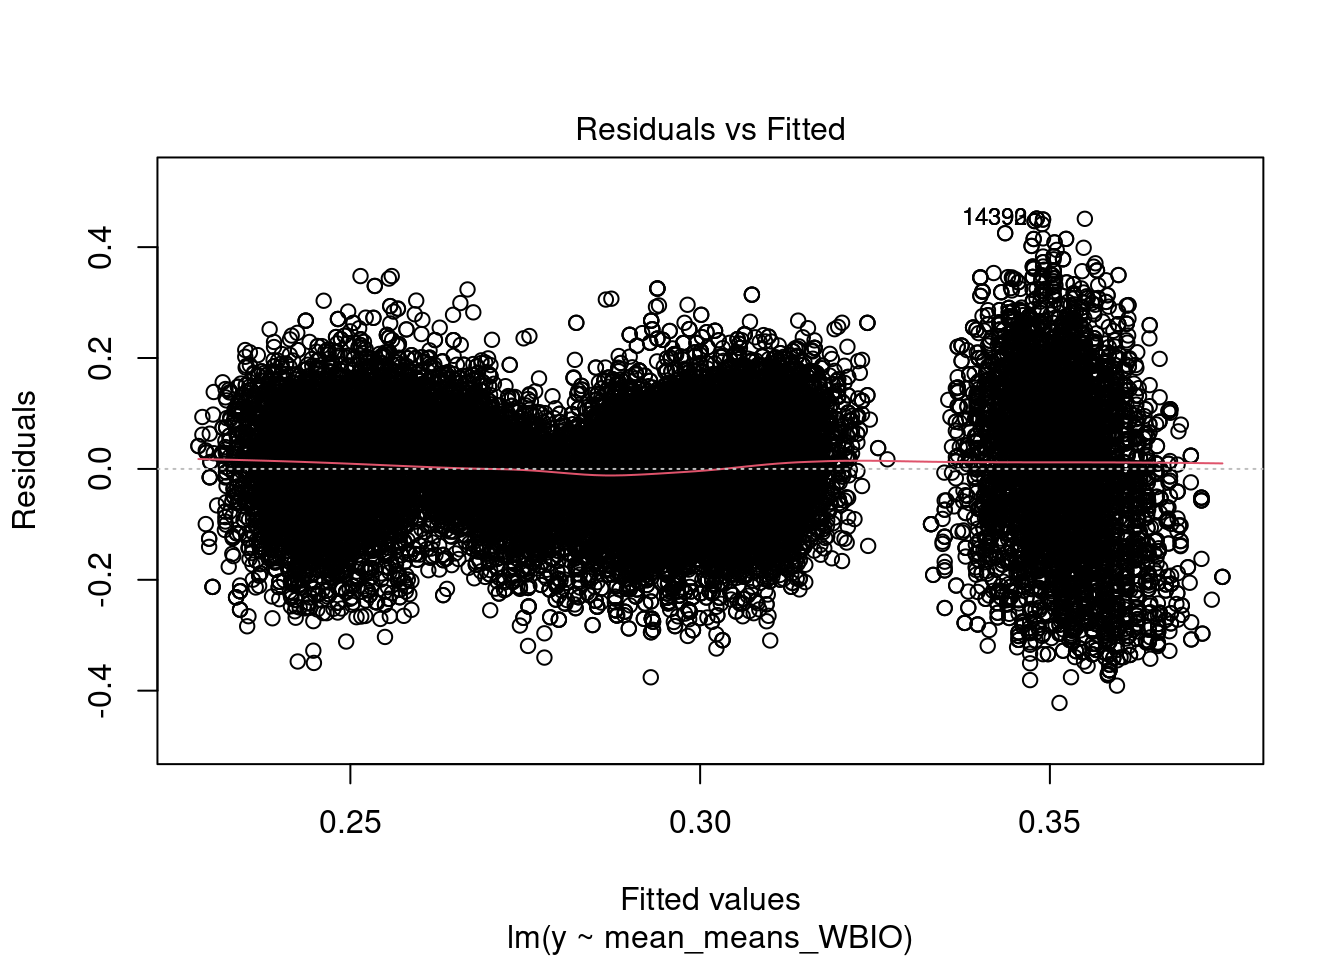 Residuals vs Fitted
Residuals
0.4
0.2
0.0
-0.2
-0.4
0.25 0.30 0.35
Fitted values
lm(y ~ mean_means_WBIO)